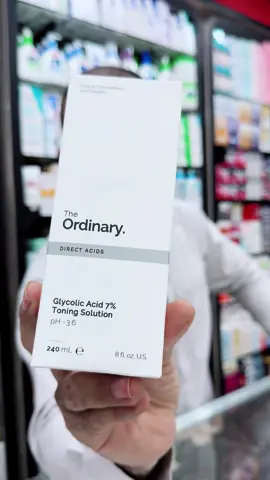 The
Ordinary.
DIRECT ACIDS
Glycolic Acid 7%
Toning Solution
pH ~3.6
240 mL ℮ 8 fl. oz. U.S.